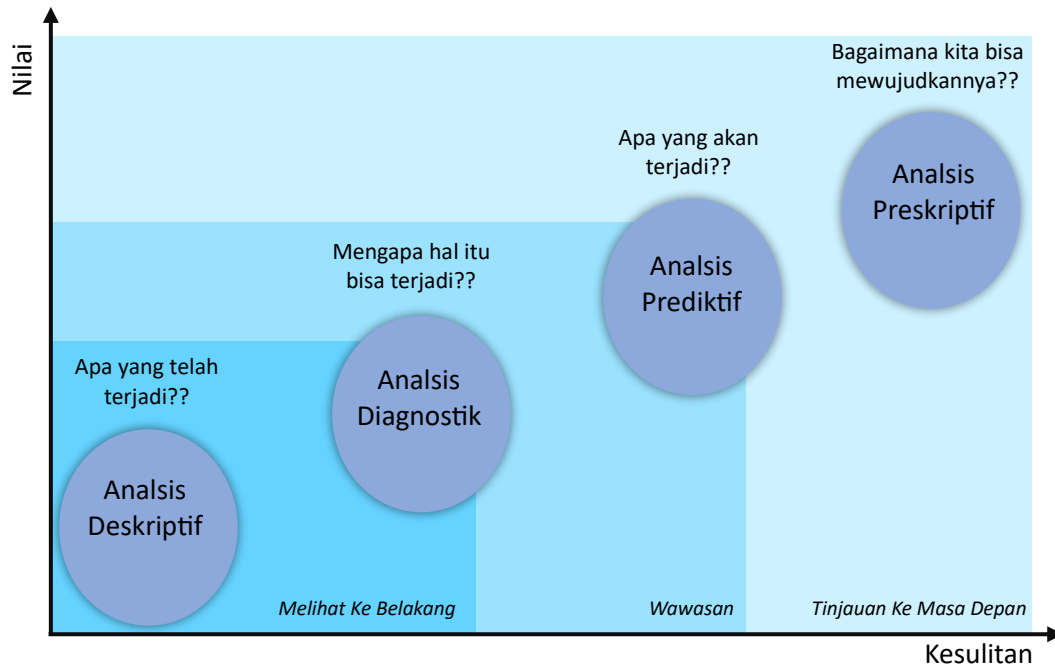 Nilai
Bagaimana kita bisa
mewujudkannya??
Analsis
Preskriptif
Apa yang akan
terjadi??
Analsis
Prediktif
Mengapa hal itu
bisa terjadi??
Analsis
Diagnostik
Apa yang telah
terjadi??
Analsis
Deskriptif
Melihat Ke Belakang
Wawasan
Tinjauan Ke Masa Depan
Kesulitan